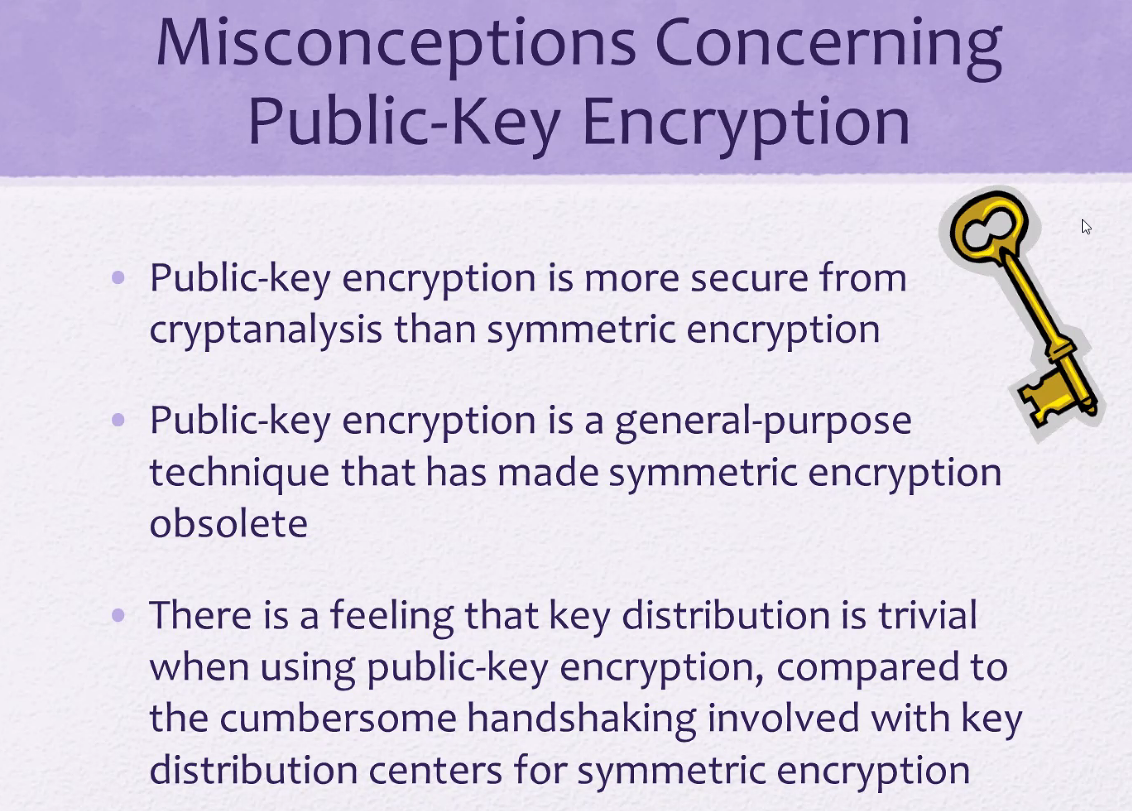 Misconceptions Concerning
Public-Key Encryption
• Public-key encryption is more secure from
cryptanalysis than symmetric encryption
• Public-key encryption is a general-purpose
technique that has made symmetric encryption
obsolete
• There is a feeling that key distribution is trivial
when using public-key encryption, compared to
the cumbersome handshaking involved with key
distribution centers for symmetric encryption